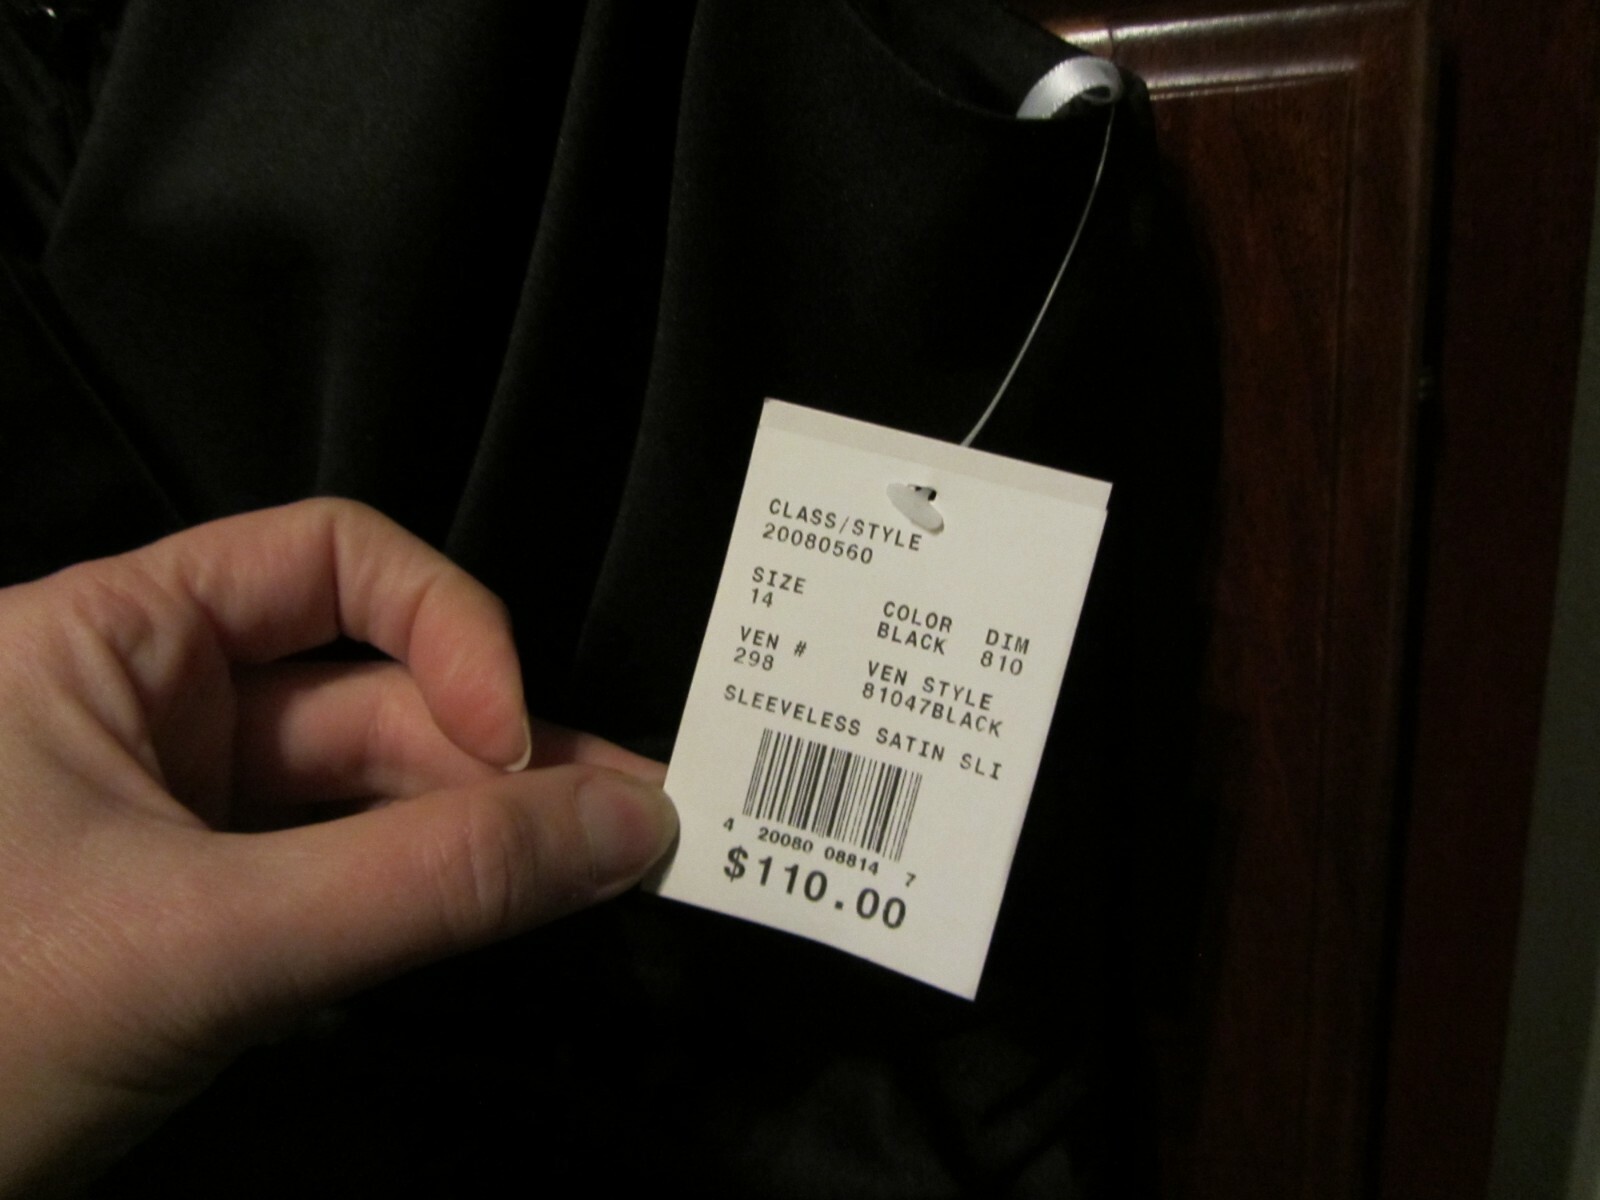 CLASS/STYLE
20080560
SIZE
14
COLOR DIM
BLACK 810
VEN #
298
VEN STYLE
81047BLACK
SLEEVELESS SATIN SLI
4 20080 08814 7
$110.00